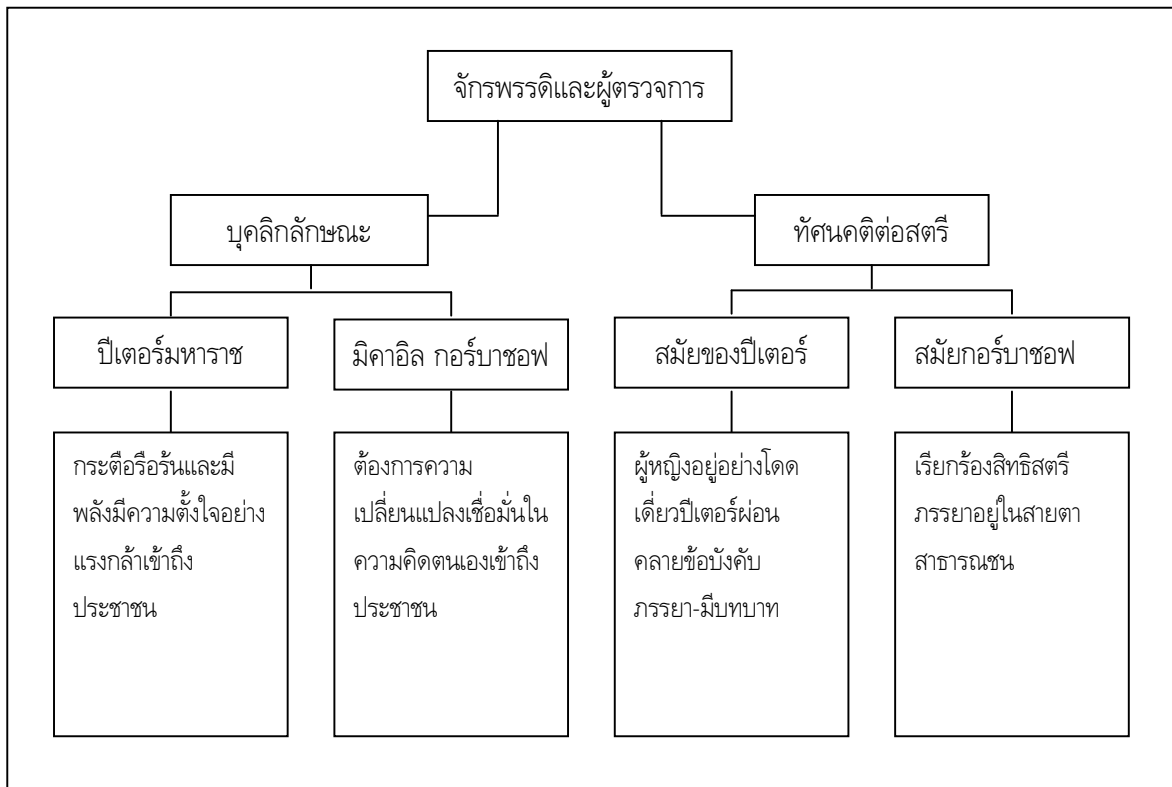 จักรพรรดิและผู้ตรวจการ
บุคลิกลักษณะ
ทัศนคติต่อสตรี
ปีเตอร์มหาราช
มิคาอิล กอร์บาชอฟ
สมัยของปีเตอร์
สมัยกอร์บาชอฟ
กระตือรือร้นและมี
พลังมีความตั้งใจอย่าง
แรงกล้าเข้าถึง
ประชาชน
ต้องการความ
เปลี่ยนแปลงเชื่อมั่นใน
ความคิดตนเองเข้าถึง
ประชาชน
ผู้หญิงอยู่อย่างโดด
เดี่ยวปีเตอร์ผ่อน
คลายข้อบังคับ
ภรรยา-มีบทบาท
เรียกร้องสิทธิสตรี
ภรรยาอยู่ในสายตา
สาธารณชน